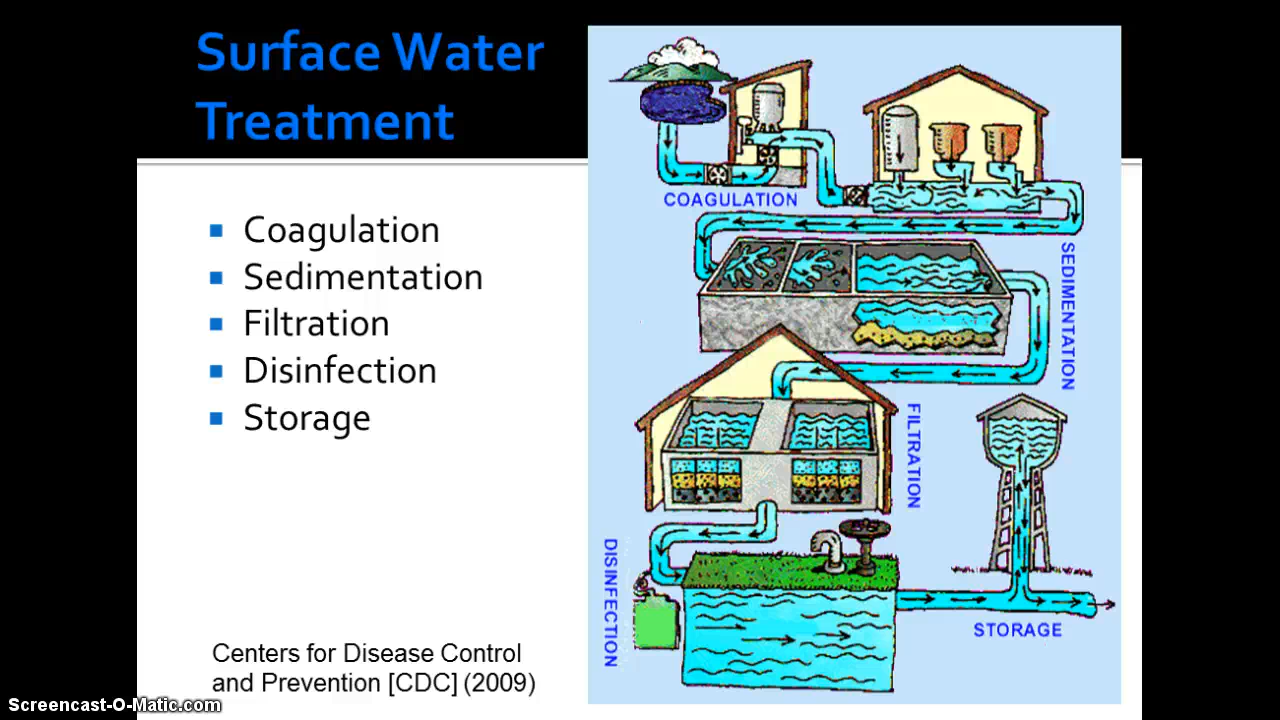 Surface Water
Treatment
Coagulation
Sedimentation
Filtration
Disinfection
Storage
Centers for Disease Control
and Prevention [CDC] (2009)
COAGULATION
SEDIMENTATION
FILTRATION
DISINFECTION
STORAGE
Screencast-O-Matic.com